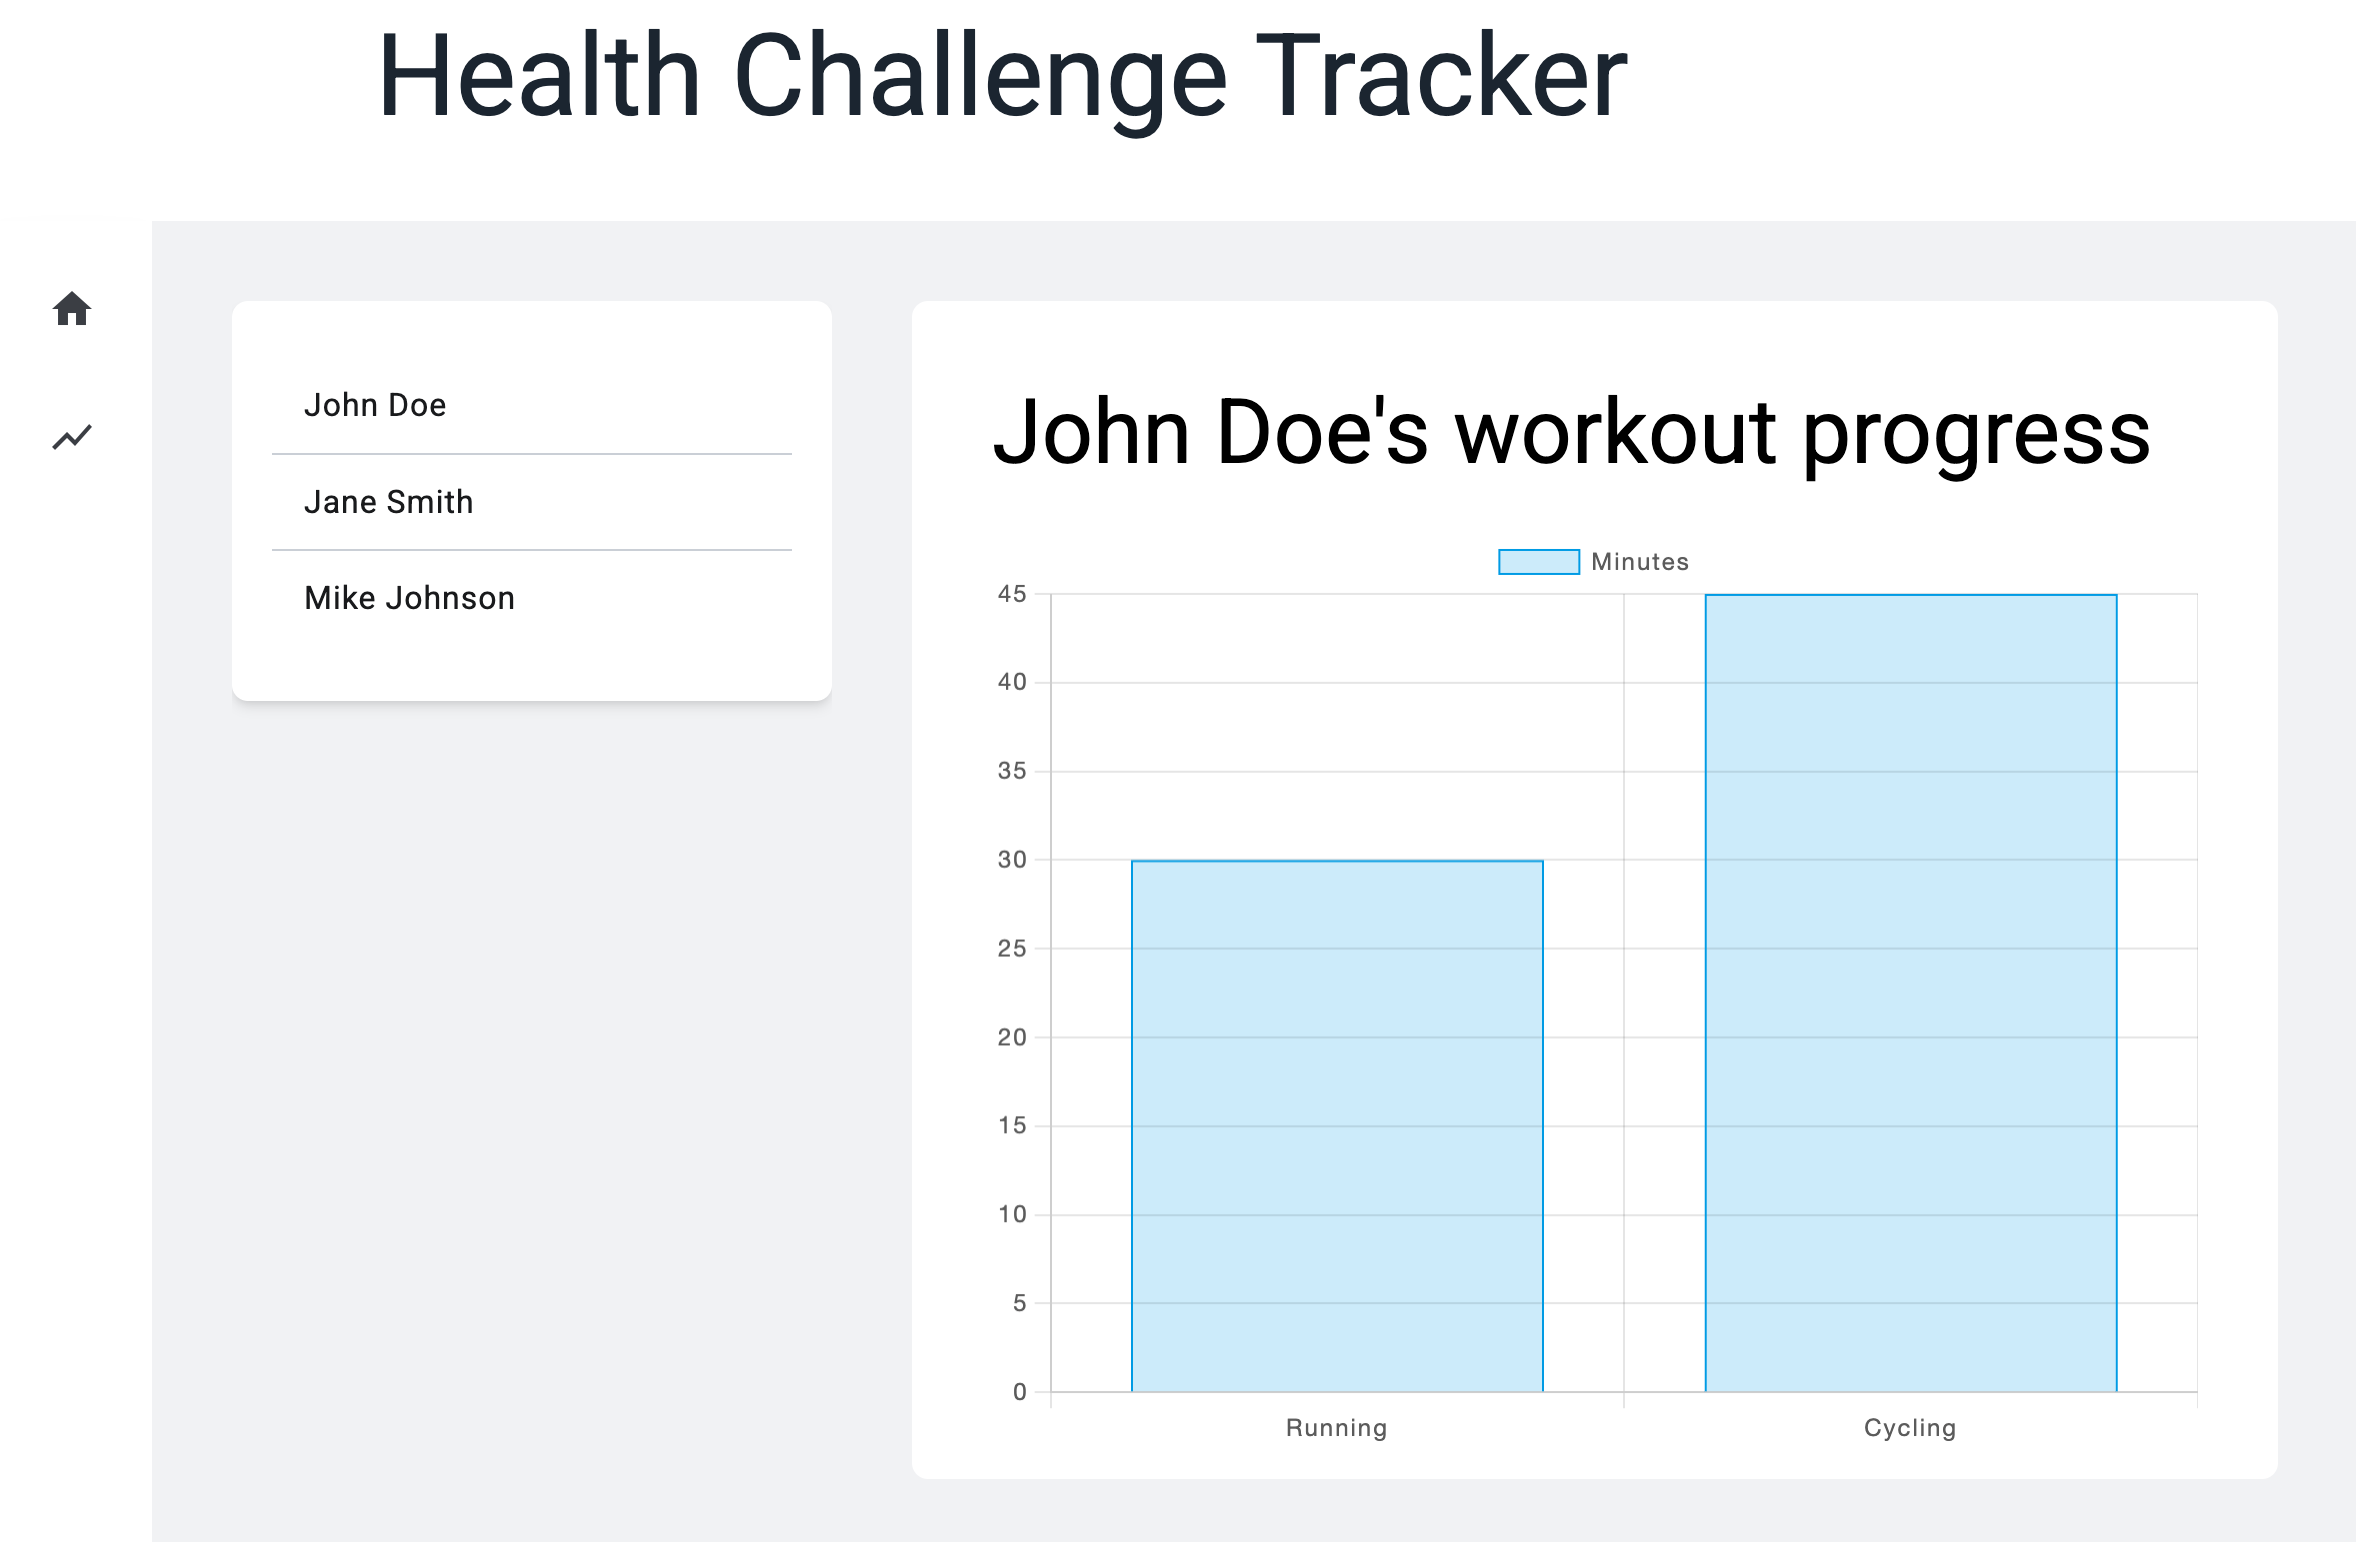 Health Challenge Tracker
John Doe
Jane Smith
Mike Johnson
John Doe's workout progress
Minutes
45
40
35
30
25
20
15
10
5
0
Running
Cycling